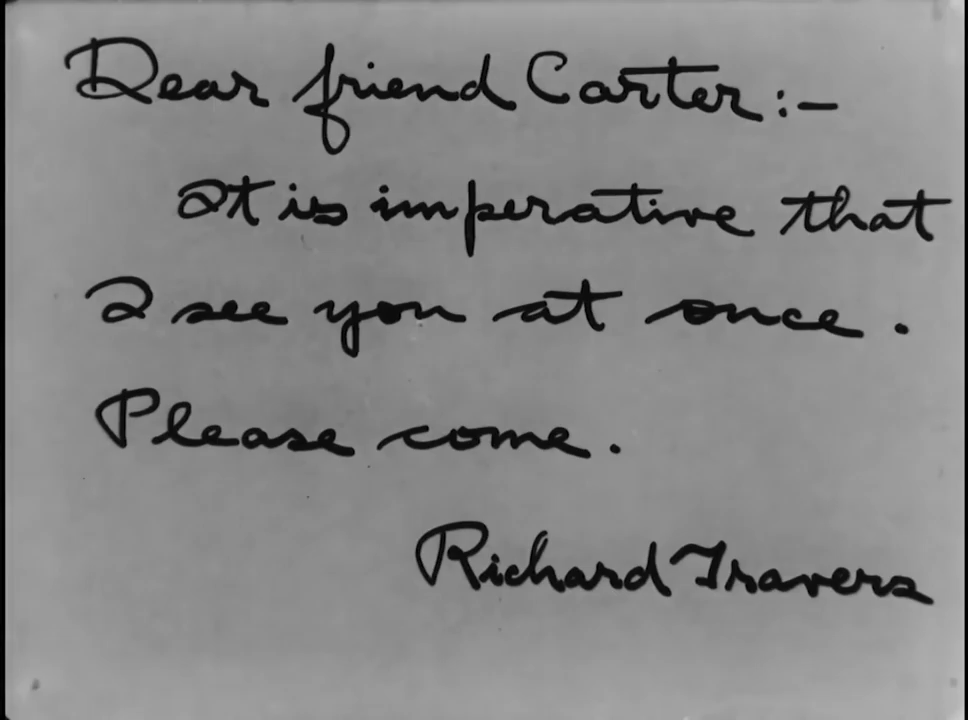 Dear friend Carter:—
It is imperative that
I see you at once.
Please come.
Richard Travers